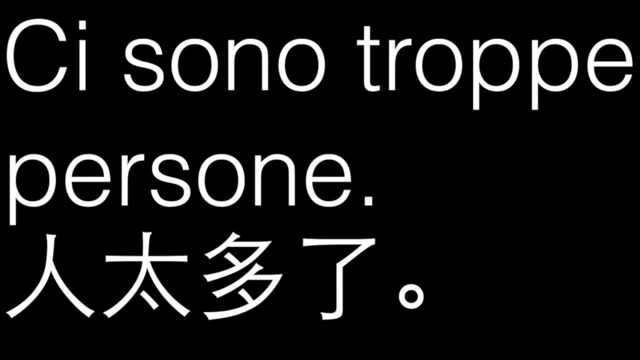 Ci sono troppe
persone.
人太多了。